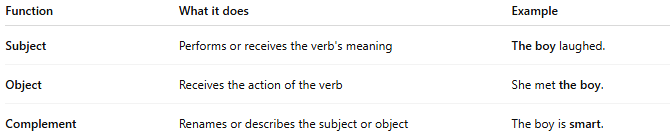 Function What it does Example
Subject Performs or receives the verb's meaning The boy laughed.
Object Receives the action of the verb She met the boy.
Complement Renames or describes the subject or object The boy is smart.